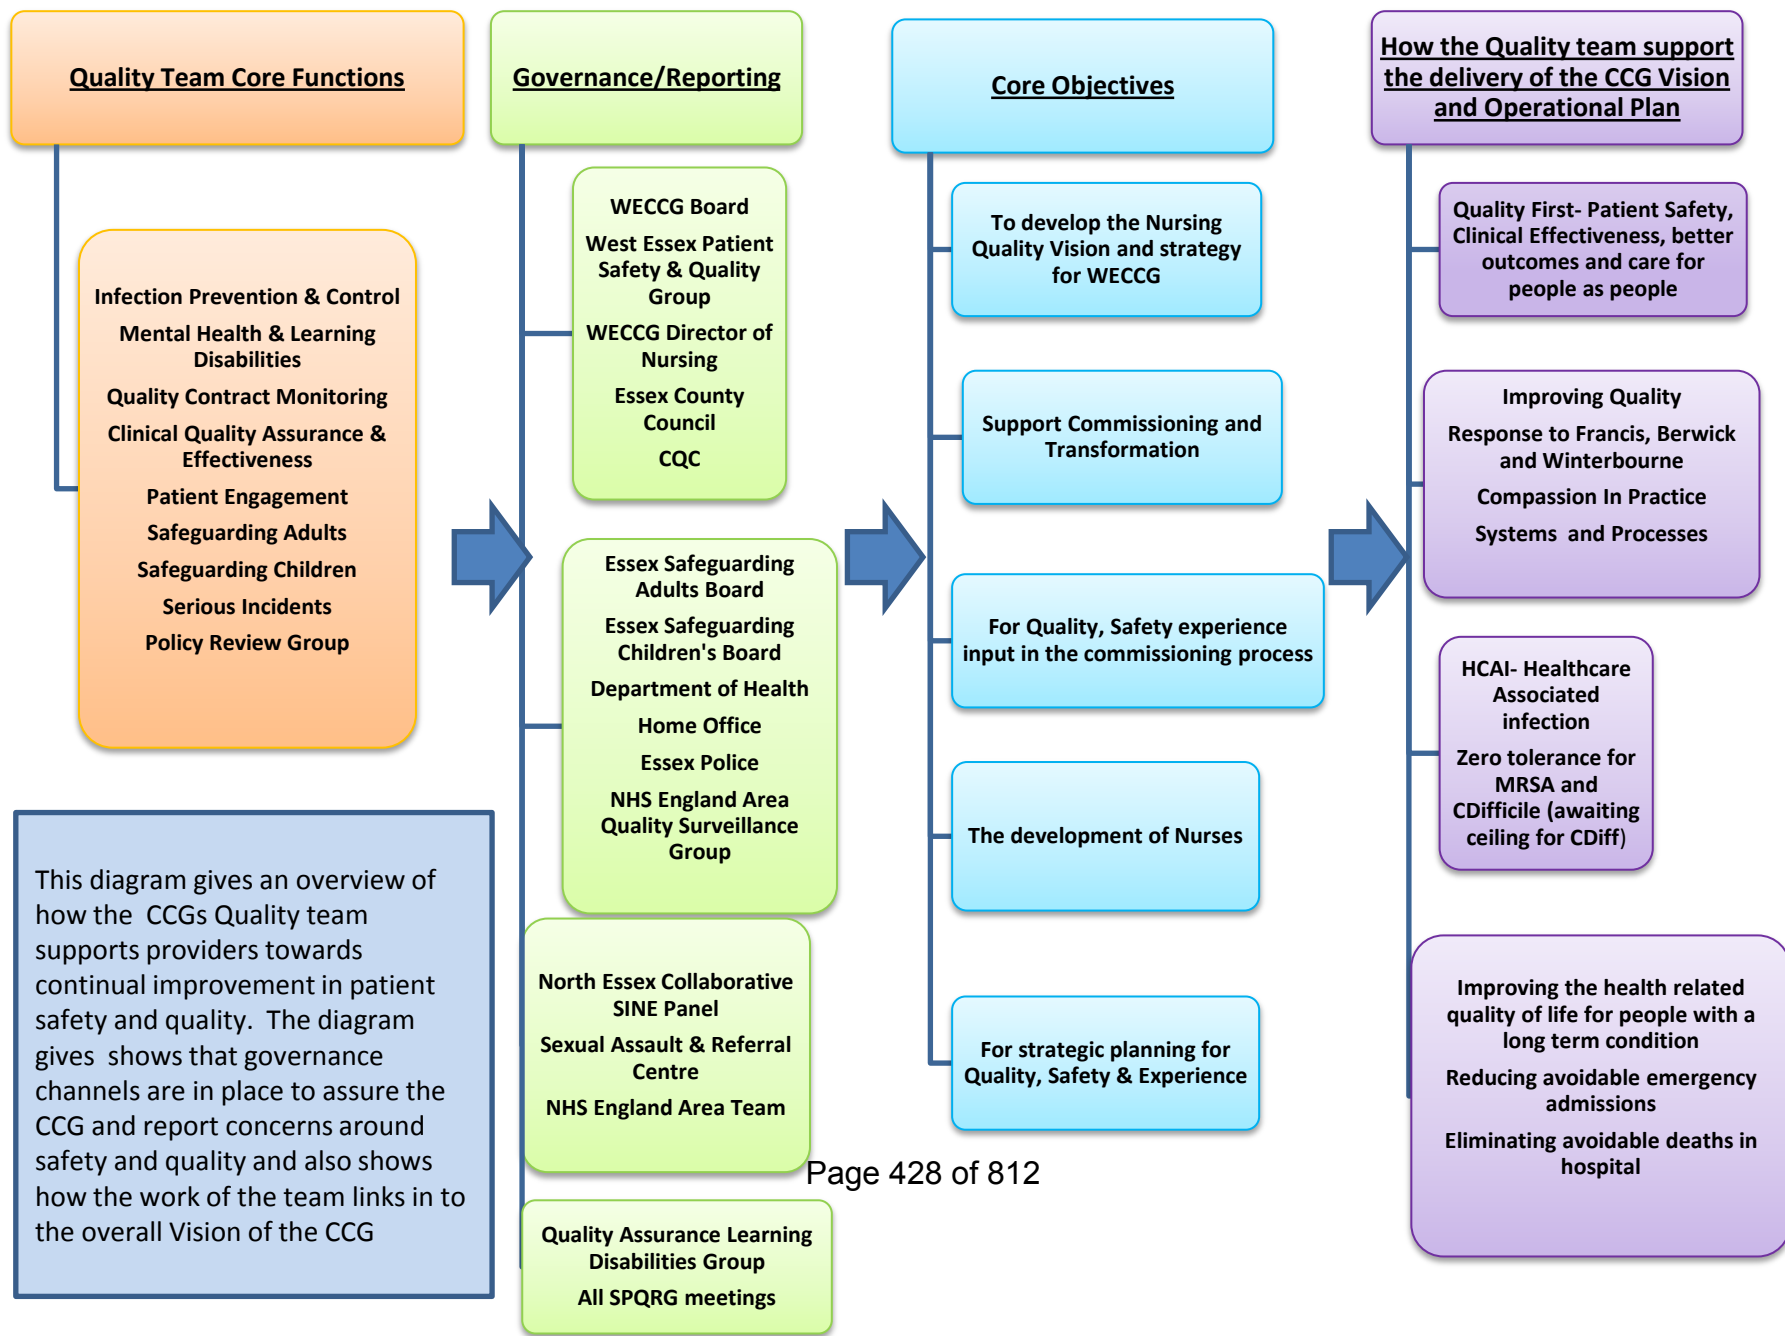 Quality Team Core Functions
Infection Prevention & Control
Mental Health & Learning
Disabilities
Quality Contract Monitoring
Clinical Quality Assurance &
Effectiveness
Patient Engagement
Safeguarding Adults
Safeguarding Children
Serious Incidents
Policy Review Group
This diagram gives an overview of
how the CCGs Quality team
supports providers towards
continual improvement in patient
safety and quality. The diagram
gives shows that governance
channels are in place to assure the
CCG and report concerns around
safety and quality and also shows
how the work of the team links in to
the overall Vision of the CCG
Governance/Reporting
WECCG Board
West Essex Patient
Safety & Quality
Group
WECCG Director of
Nursing
Essex County
Council
CQC
Essex Safeguarding
Adults Board
Essex Safeguarding
Children's Board
Department of Health
Home Office
Essex Police
NHS England Area
Quality Surveillance
Group
North Essex Collaborative
SINE Panel
Sexual Assault & Referral
Centre
NHS England Area Team
Quality Assurance Learning
Disabilities Group
All SPQRG meetings
Core Objectives
To develop the Nursing
Quality Vision and strategy
for WECCG
Support Commissioning and
Transformation
For Quality, Safety experience
input in the commissioning process
The development of Nurses
For strategic planning for
Quality, Safety & Experience
How the Quality team support
the delivery of the CCG Vision
and Operational Plan
Quality First- Patient Safety,
Clinical Effectiveness, better
outcomes and care for
people as people
Improving Quality
Response to Francis, Berwick
and Winterbourne
Compassion In Practice
Systems and Processes
HCAI- Healthcare
Associated
infection
Zero tolerance for
MRSA and
CDifficile (awaiting
ceiling for CDiff)
Improving the health related
quality of life for people with a
long term condition
Reducing avoidable emergency
admissions
Eliminating avoidable deaths in
hospital
Page 428 of 812